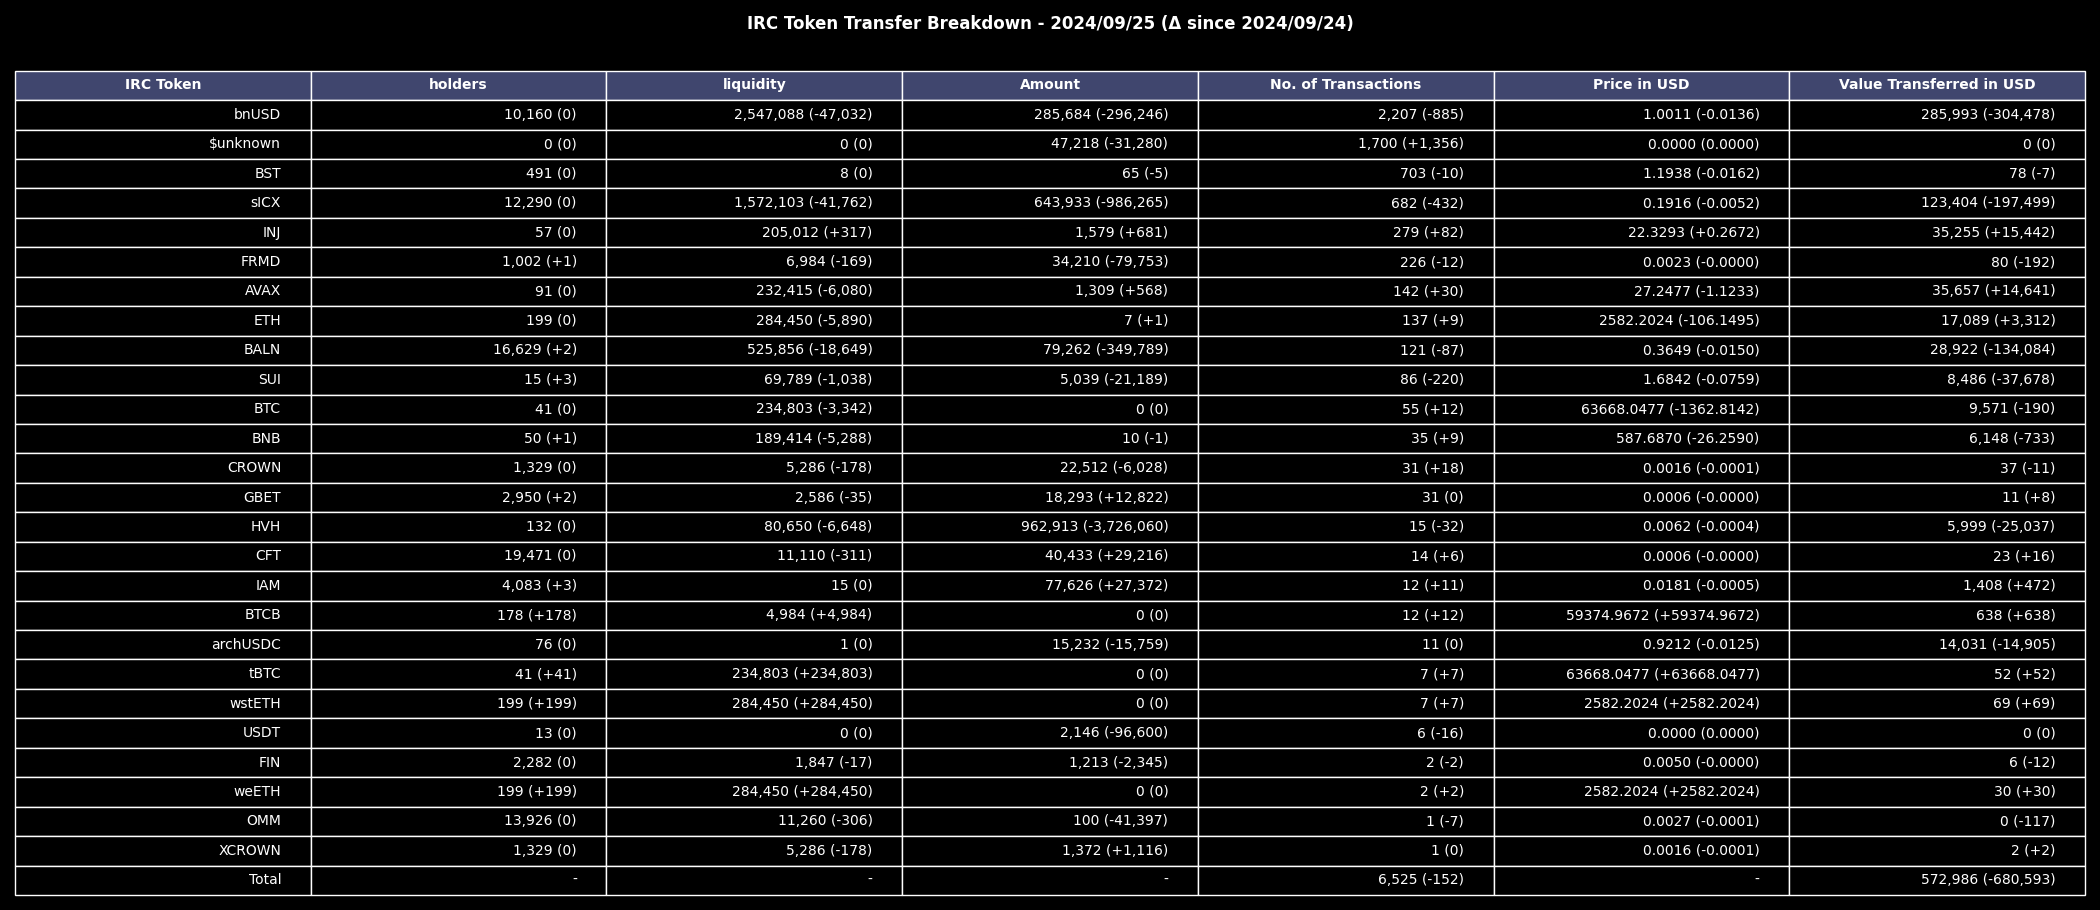 IRC Token Transfer Breakdown - 2024/09/25 (Δ since 2024/09/24)
IRC Token holders liquidity Amount No. of Transactions Price in USD Value Transferred in USD
bnUSD 10,160 (0) 2,547,088 (-47,032) 285,684 (-296,246) 2,207 (-885) 1.0011 (-0.0136) 285,993 (-304,478)
$unknown 0 (0) 0 (0) 47,218 (-31,280) 1,700 (+1,356) 0.0000 (0.0000) 0 (0)
BST 491 (0) 8 (0) 65 (-5) 703 (-10) 1.1938 (-0.0162) 78 (-7)
sICX 12,290 (0) 1,572,103 (-41,762) 643,933 (-986,265) 682 (-432) 0.1916 (-0.0052) 123,404 (-197,499)
INJ 57 (0) 205,012 (+317) 1,579 (+681) 279 (+82) 22.3293 (+0.2672) 35,255 (+15,442)
FRMD 1,002 (+1) 6,984 (-169) 34,210 (-79,753) 226 (-12) 0.0023 (-0.0000) 80 (-192)
AVAX 91 (0) 232,415 (-6,080) 1,309 (+568) 142 (+30) 27.2477 (-1.1233) 35,657 (+14,641)
ETH 199 (0) 284,450 (-5,890) 7 (+1) 137 (+9) 2582.2024 (-106.1495) 17,089 (+3,312)
BALN 16,629 (+2) 525,856 (-18,649) 79,262 (-349,789) 121 (-87) 0.3649 (-0.0150) 28,922 (-134,084)
SUI 15 (+3) 69,789 (-1,038) 5,039 (-21,189) 86 (-220) 1.6842 (-0.0759) 8,486 (-37,678)
BTC 41 (0) 234,803 (-3,342) 0 (0) 55 (+12) 63668.0477 (-1362.8142) 9,571 (-190)
BNB 50 (+1) 189,414 (-5,288) 10 (-1) 35 (+9) 587.6870 (-26.2590) 6,148 (-733)
CROWN 1,329 (0) 5,286 (-178) 22,512 (-6,028) 31 (+18) 0.0016 (-0.0001) 37 (-11)
GBET 2,950 (+2) 2,586 (-35) 18,293 (+12,822) 31 (0) 0.0006 (-0.0000) 11 (+8)
HVH 132 (0) 80,650 (-6,648) 962,913 (-3,726,060) 15 (-32) 0.0062 (-0.0004) 5,999 (-25,037)
CFT 19,471 (0) 11,110 (-311) 40,433 (+29,216) 14 (+6) 0.0006 (-0.0000) 23 (+16)
IAM 4,083 (+3) 15 (0) 77,626 (+27,372) 12 (+11) 0.0181 (-0.0005) 1,408 (+472)
BTCB 178 (+178) 4,984 (+4,984) 0 (0) 12 (+12) 59374.9672 (+59374.9672) 638 (+638)
archUSDC 76 (0) 1 (0) 15,232 (-15,759) 11 (0) 0.9212 (-0.0125) 14,031 (-14,905)
tBTC 41 (+41) 234,803 (+234,803) 0 (0) 7 (+7) 63668.0477 (+63668.0477) 52 (+52)
wstETH 199 (+199) 284,450 (+284,450) 0 (0) 7 (+7) 2582.2024 (+2582.2024) 69 (+69)
USDT 13 (0) 0 (0) 2,146 (-96,600) 6 (-16) 0.0000 (0.0000) 0 (0)
FIN 2,282 (0) 1,847 (-17) 1,213 (-2,345) 2 (-2) 0.0050 (-0.0000) 6 (-12)
weETH 199 (+199) 284,450 (+284,450) 0 (0) 2 (+2) 2582.2024 (+2582.2024) 30 (+30)
OMM 13,926 (0) 11,260 (-306) 100 (-41,397) 1 (-7) 0.0027 (-0.0001) 0 (-117)
XCROWN 1,329 (0) 5,286 (-178) 1,372 (+1,116) 1 (0) 0.0016 (-0.0001) 2 (+2)
Total - - - 6,525 (-152) - 572,986 (-680,593)